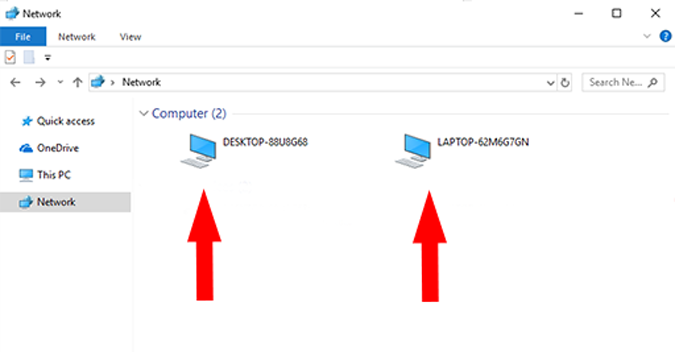 Network
File Network View
Network
Search Ne...
Quick access
OneDrive
This PC
Network
Computer (2)
DESKTOP-88U8G68
LAPTOP-62M6G7GN